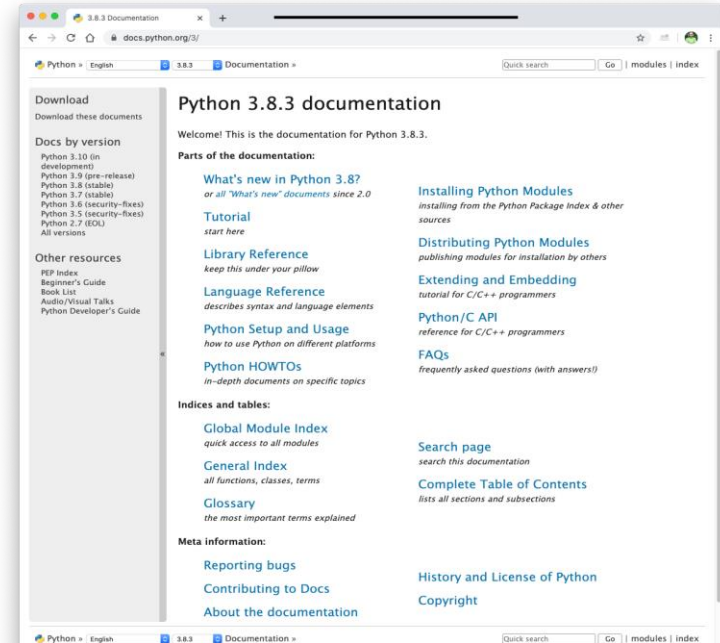 3.8.3 Documentation
docs.python.org/3/
Python » English 3.8.3 Documentation » Quick search Go | modules | index
Download
Download these documents
Docs by version
Python 3.10 (in
development)
Python 3.9 (pre-release)
Python 3.8 (stable)
Python 3.7 (stable)
Python 3.6 (security-fixes)
Python 3.5 (security-fixes)
Python 2.7 (EOL)
All versions
Other resources
PEP Index
Beginner's Guide
Book List
Audio/Visual Talks
Python Developer's Guide
«
Python 3.8.3 documentation
Welcome! This is the documentation for Python 3.8.3.
Parts of the documentation:
What's new in Python 3.8?
or all "What's new" documents since 2.0
Tutorial
start here
Library Reference
keep this under your pillow
Language Reference
describes syntax and language elements
Python Setup and Usage
how to use Python on different platforms
Python HOWTOs
in-depth documents on specific topics
Installing Python Modules
installing from the Python Package Index & other
sources
Distributing Python Modules
publishing modules for installation by others
Extending and Embedding
tutorial for C/C++ programmers
Python/C API
reference for C/C++ programmers
FAQs
frequently asked questions (with answers!)
Indices and tables:
Global Module Index
quick access to all modules
General Index
all functions, classes, terms
Glossary
the most important terms explained
Search page
search this documentation
Complete Table of Contents
lists all sections and subsections
Meta information:
Reporting bugs
Contributing to Docs
About the documentation
History and License of Python
Copyright
Python » English 3.8.3 Documentation » Quick search Go | modules | index